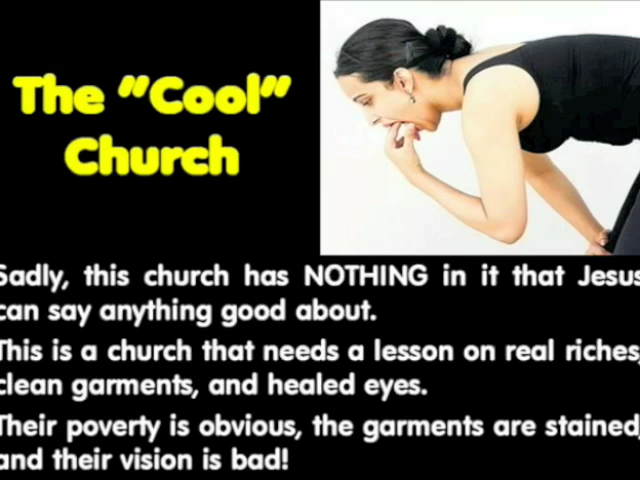 The "Cool"
Church
Sadly, this church has NOTHING in it that Jesus
can say anything good about.
This is a church that needs a lesson on real riches,
clean garments, and healed eyes.
Their poverty is obvious, the garments are stained,
and their vision is bad!